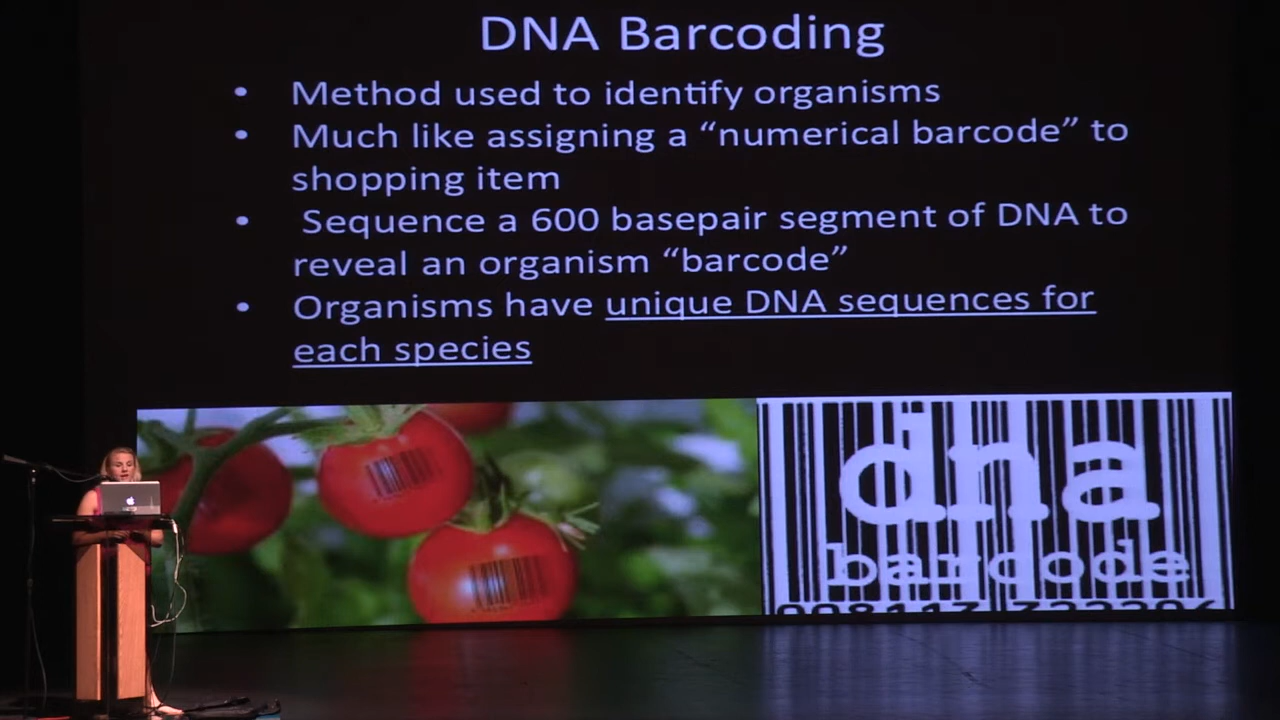 DNA Barcoding
• Method used to identify organisms
• Much like assigning a “numerical barcode” to
shopping item
• Sequence a 600 basepair segment of DNA to
reveal an organism “barcode”
• Organisms have unique DNA sequences for
each species
dna
barcode